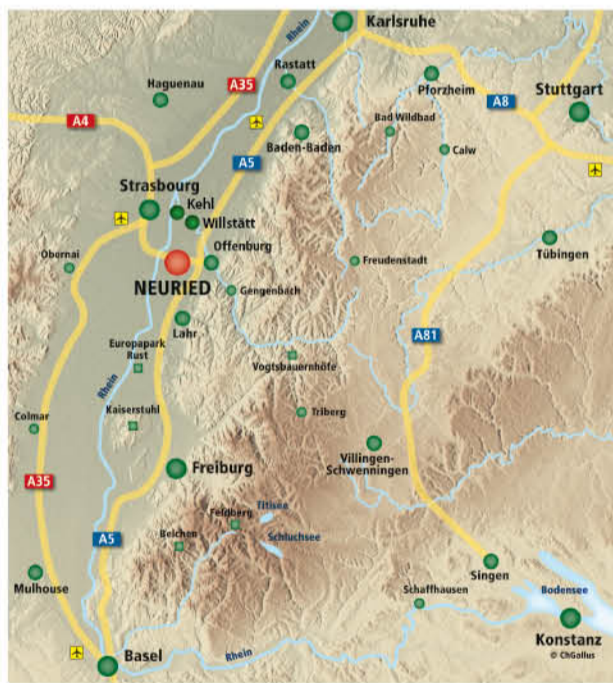 Karlsruhe
Rhein
A35
Rastatt
Haguenau
Pforzheim
Stuttgart
A8
A4
Bad Wildbad
Baden-Baden
Calw
A5
Strasbourg
Kehl
Willstätt
Tübingen
Obernai
Offenburg
Freudenstadt
NEURIED
Gengenbach
Lahr
A81
Europapark
Rust
Vogtsbauernhöfe
Rhein
Kaiserstuhl
Triberg
Colmar
Villingen-
Schwenningen
Freiburg
A35
Titisee
Feldberg
Schluchsee
A5
Belchen
Singen
Mulhouse
Schaffhausen
Bodensee
Konstanz
© ChGollus
Rhein
Basel